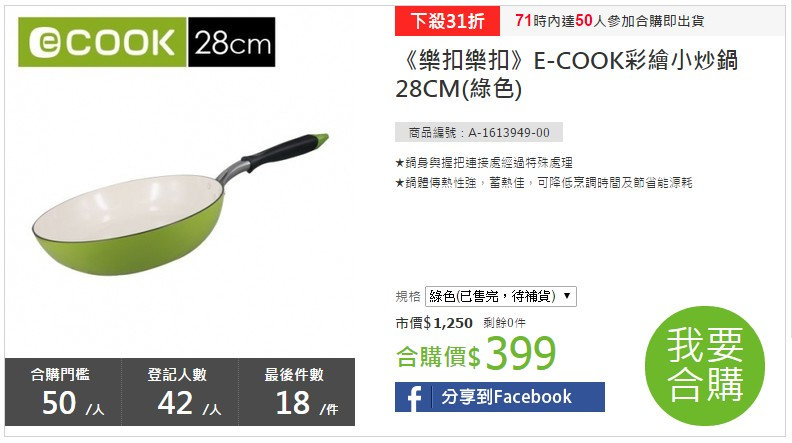 ecook 28cm
下殺31折 71時內達50人參加合購即出貨
《樂扣樂扣》E-COOK彩繪小炒鍋
28CM(綠色)
商品編號：A-1613949-00
★鍋身與握把連接處經過特殊處理
★鍋體傳熱性強，蓄熱佳，可降低烹調時間及節省能源耗
規格 綠色(已售完，待補貨) ▼
市價$1,250 剩餘0件
合購價$399
f 分享到Facebook
我要
合購
合購門檻 登記人數 最後件數
50 /人 42 /人 18 /件